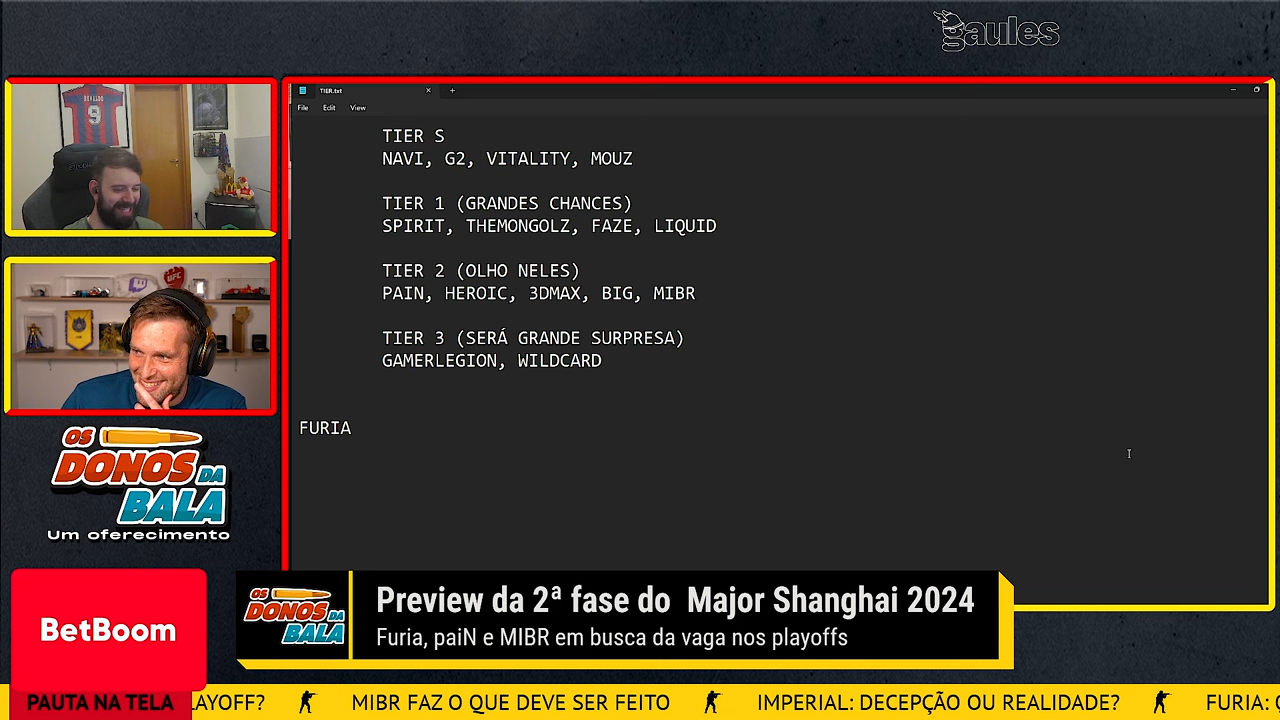 gaules
RONALDO
9
UFC
TIER.txt
File Edit View
TIER S
NAVI, G2, VITALITY, MOUZ
TIER 1 (GRANDES CHANCES)
SPIRIT, THEMONGOLZ, FAZE, LIQUID
TIER 2 (OLHO NELES)
PAIN, HEROIC, 3DMAX, BIG, MIBR
TIER 3 (SERÁ GRANDE SURPRESA)
GAMERLEGION, WILDCARD
FURIA
OS
DONOS DA
BALA
Um oferecimento
BetBoom
OS
DONOS DA
BALA
Preview da 2ª fase do Major Shanghai 2024
Furia, paiN e MIBR em busca da vaga nos playoffs
PAUTA NA TELA LAYOFF? MIBR FAZ O QUE DEVE SER FEITO IMPERIAL: DECEPÇÃO OU REALIDADE? FURIA: